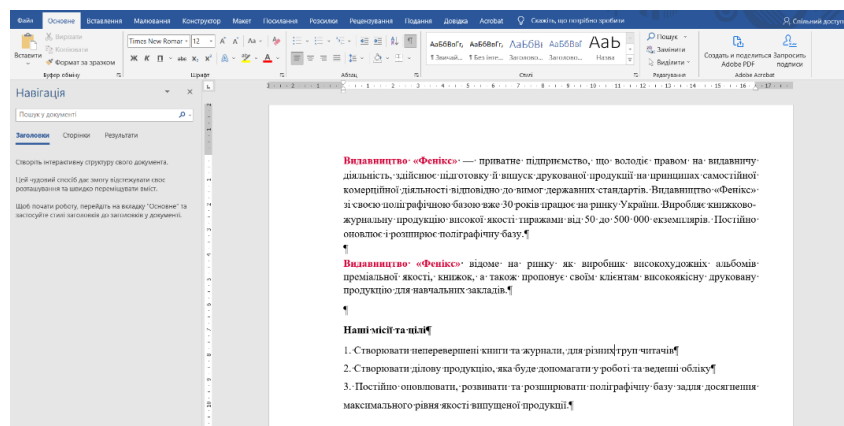 Файл Основне Вставлення Малювання Конструктор Макет Посилання Розсилки Рецензування Подання Довідка Acrobat Скажіть, що потрібно зробити Спільний доступ
Вставити
Вирізати
Копіювати
Формат за зразком
Буфер обміну
Times New Roman 12
Ж К П abc x₂ x²
Шрифт
Абзац
АаБбВвГг, АаБбВвГг, АаБбВі АаБбВвГ АаЬ
¶ Звичай... ¶ Без інте... Заголово... Заголово... Назва
Стилі
Пошук
Замінити
Виділити
Редагування
Создать и поделиться Adobe PDF
Запросить подписи
Adobe Acrobat
Навігація
Пошук у документі
Заголовки Сторінки Результати
Створіть інтерактивну структуру свого документа.
Цей чудовий спосіб дає змогу відстежувати своє
розташування та швидко переміщувати вміст.
Щоб почати роботу, перейдіть на вкладку "Основне" та
застосуйте стилі заголовків до заголовків у документі.
Видавництво «Фенікс» — приватне підприємство, що володіє правом на видавничу
діяльність, здійснює підготовку й випуск друкованої продукції на принципах самостійної
комерційної діяльності відповідно до вимог державних стандартів. Видавництво «Фенікс»
зі своєю поліграфічною базою вже 30 років працює на ринку України. Виробляє книжково-
журнальну продукцію високої якості тиражами від 50 до 500 000 екземплярів. Постійно
оновлює і розширює поліграфічну базу.¶
¶
Видавництво «Фенікс» відоме на ринку як виробник високохудожніх альбомів
преміальної якості, книжок, а також пропонує своїм клієнтам високоякісну друковану
продукцію для навчальних закладів.¶
¶
Наші місії та цілі¶
1. Створювати неперевершені книги та журнали, для різних груп читачів¶
2. Створювати ділову продукцію, яка буде допомагати у роботі та веденні обліку¶
3. Постійно оновлювати, розвивати та розширювати поліграфічну базу задля досягнення
максимального рівня якості випущеної продукції.¶